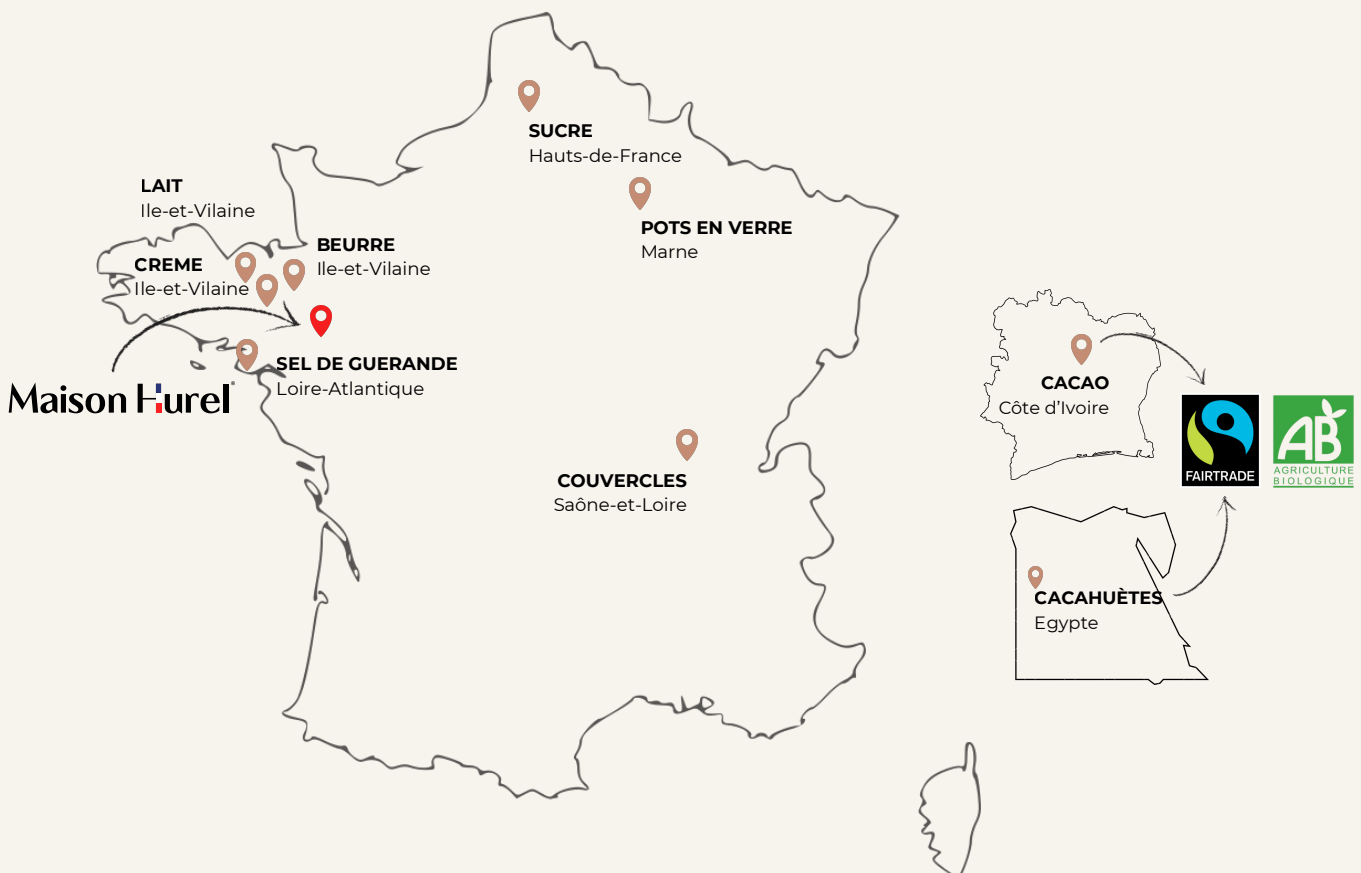 SUCRE
Hauts-de-France
LAIT
Ile-et-Vilaine
POTS EN VERRE
Marne
BEURRE
Ile-et-Vilaine
CREME
Ile-et-Vilaine
SEL DE GUERANDE
Loire-Atlantique
Maison Hurel
CACAO
Côte d'Ivoire
FAIRTRADE
AB
AGRICULTURE
BIOLOGIQUE
COUVERCLES
Saône-et-Loire
CACAHUÈTES
Egypte